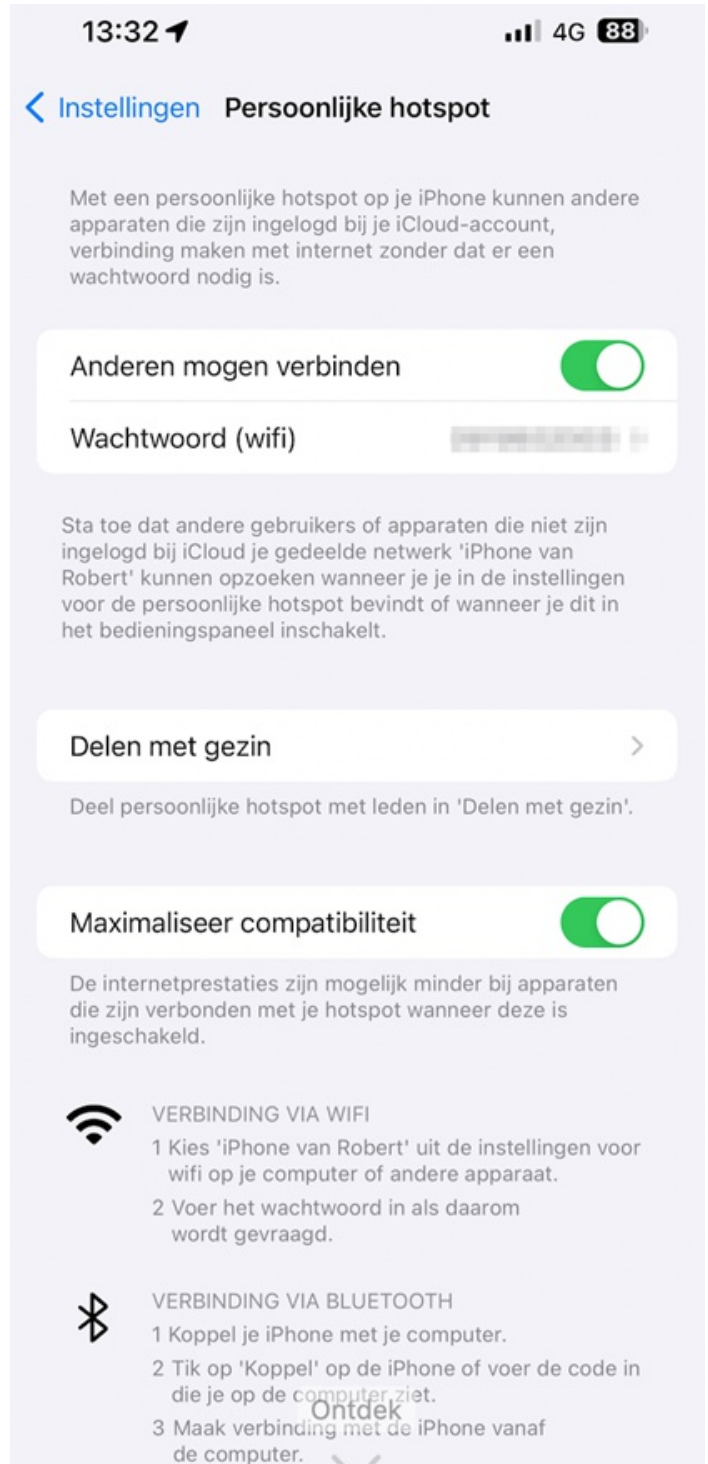 13:32 4G 88
Instellingen Persoonlijke hotspot
Met een persoonlijke hotspot op je iPhone kunnen andere
apparaten die zijn ingelogd bij je iCloud-account,
verbinding maken met internet zonder dat er een
wachtwoord nodig is.
Anderen mogen verbinden
Wachtwoord (wifi)
Sta toe dat andere gebruikers of apparaten die niet zijn
ingelogd bij iCloud je gedeelde netwerk 'iPhone van
Robert' kunnen opzoeken wanneer je je in de instellingen
voor de persoonlijke hotspot bevindt of wanneer je dit in
het bedieningspaneel inschakelt.
Delen met gezin
Deel persoonlijke hotspot met leden in 'Delen met gezin'.
Maximaliseer compatibiliteit
De internetprestaties zijn mogelijk minder bij apparaten
die zijn verbonden met je hotspot wanneer deze is
ingeschakeld.
VERBINDING VIA WIFI
1 Kies 'iPhone van Robert' uit de instellingen voor
wifi op je computer of andere apparaat.
2 Voer het wachtwoord in als daarom
wordt gevraagd.
VERBINDING VIA BLUETOOTH
1 Koppel je iPhone met je computer.
2 Tik op 'Koppel' op de iPhone of voer de code in
die je op de computer ziet.
Ontdek
3 Maak verbinding met de iPhone vanaf
de computer.